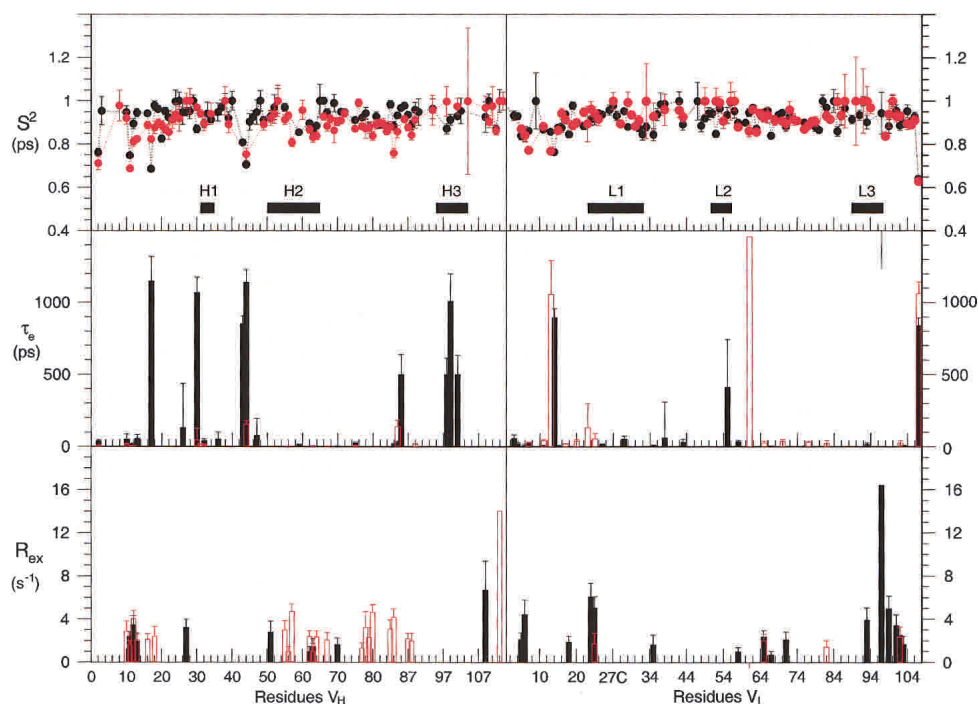 1.2
1
0.8
0.6
0.4
S²
(ps)
H1
H2
H3
L1
L2
L3
1.2
1
0.8
0.6
0.4
1000
500
0
τe
(ps)
1000
500
0
16
12
8
4
0
Rex
(s⁻¹)
16
12
8
4
0
0 10 20 30 40 50 60 70 80 87 97 107
10 20 27C 34 44 54 64 74 84 94 104
Residues VH
Residues VL